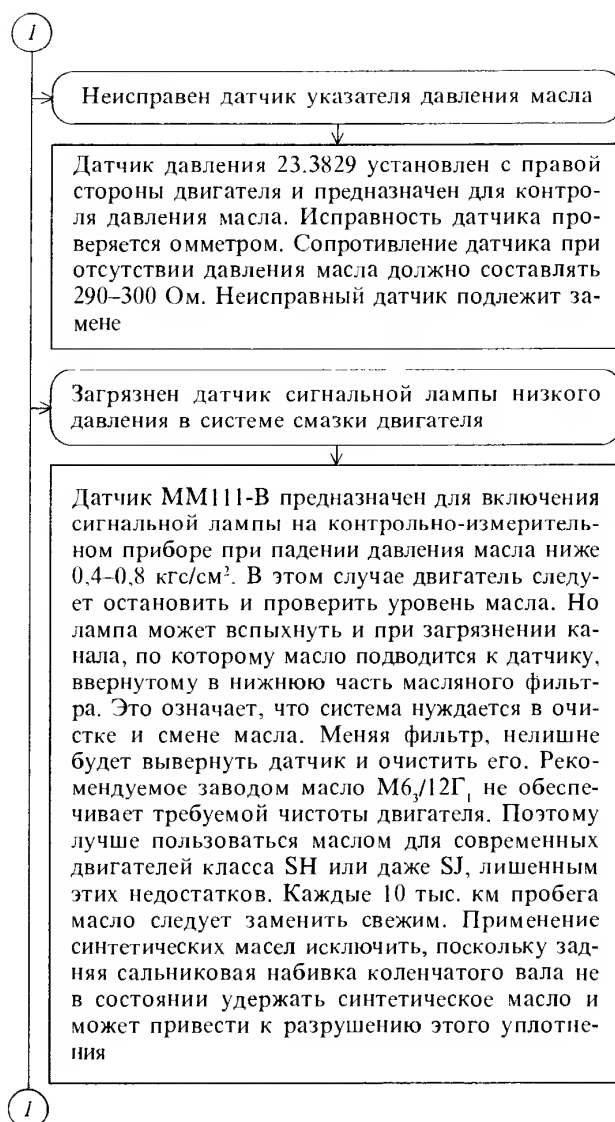 1
Неисправен датчик указателя давления масла
Датчик давления 23.3829 установлен с правой
стороны двигателя и предназначен для контро-
ля давления масла. Исправность датчика про-
веряется омметром. Сопротивление датчика при
отсутствии давления масла должно составлять
290–300 Ом. Неисправный датчик подлежит за-
мене
Загрязнен датчик сигнальной лампы низкого
давления в системе смазки двигателя
Датчик ММ111-В предназначен для включения
сигнальной лампы на контрольно-измеритель-
ном приборе при падении давления масла ниже
0,4–0,8 кгс/см². В этом случае двигатель следу-
ет остановить и проверить уровень масла. Но
лампа может вспыхнуть и при загрязнении ка-
нала, по которому масло подводится к датчику,
ввернутому в нижнюю часть масляного фильт-
ра. Это означает, что система нуждается в очи-
стке и смене масла. Меняя фильтр, нелишне
будет вывернуть датчик и очистить его. Реко-
мендуемое заводом масло М6₃/12Г₁ не обеспе-
чивает требуемой чистоты двигателя. Поэтому
лучше пользоваться маслом для современных
двигателей класса SH или даже SJ, лишенным
этих недостатков. Каждые 10 тыс. км пробега
масло следует заменить свежим. Применение
синтетических масел исключить, поскольку зад-
няя сальниковая набивка коленчатого вала не
в состоянии удержать синтетическое масло и
может привести к разрушению этого уплотне-
ния
1